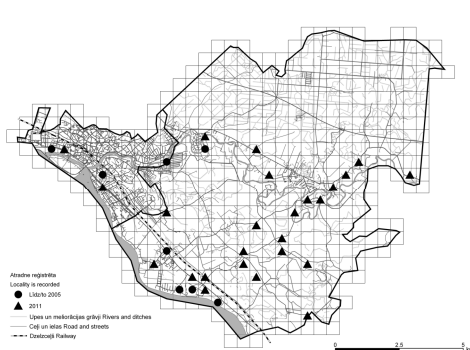 Atradne reģistrēta
Locality is recorded
Līdz/to 2005
2011
Upes un meliorācijas grāvji Rivers and ditches
Ceļi un ielas Road and streets
Dzelzceļš Railway
0 2.5 5